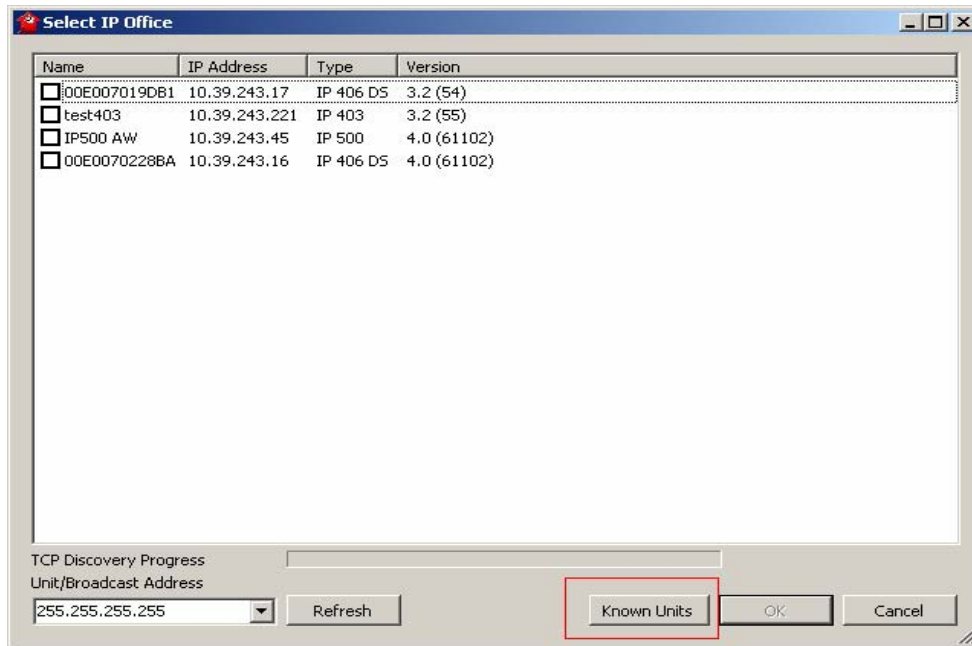 Select IP Office
Name IP Address Type Version
00E007019DB1 10.39.243.17 IP 406 DS 3.2 (54)
test403 10.39.243.221 IP 403 3.2 (55)
IP500 AW 10.39.243.45 IP 500 4.0 (61102)
00E0070228BA 10.39.243.16 IP 406 DS 4.0 (61102)
TCP Discovery Progress
Unit/Broadcast Address
255.255.255.255 Refresh Known Units OK Cancel